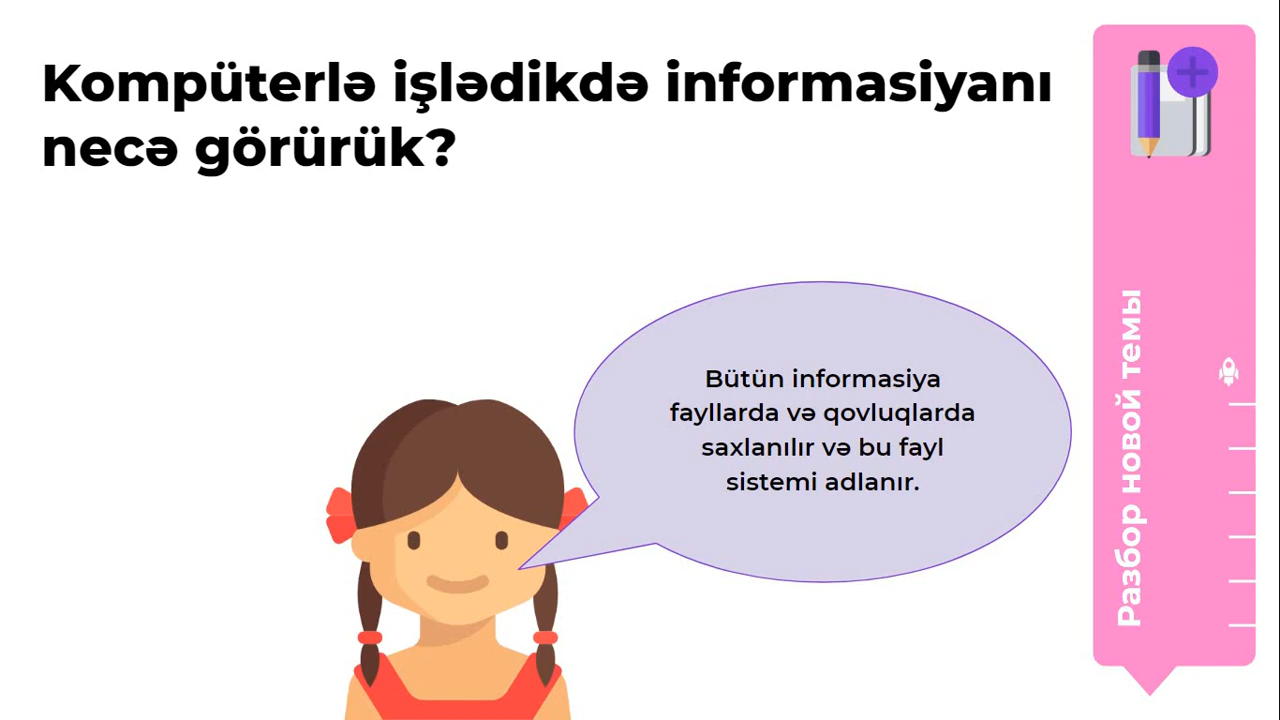 Kompüterlə işlədikdə informasiyanı
necə görürük?
Bütün informasiya
fayllarda və qovluqlarda
saxlanılır və bu fayl
sistemi adlanır.
Разбор новой темы